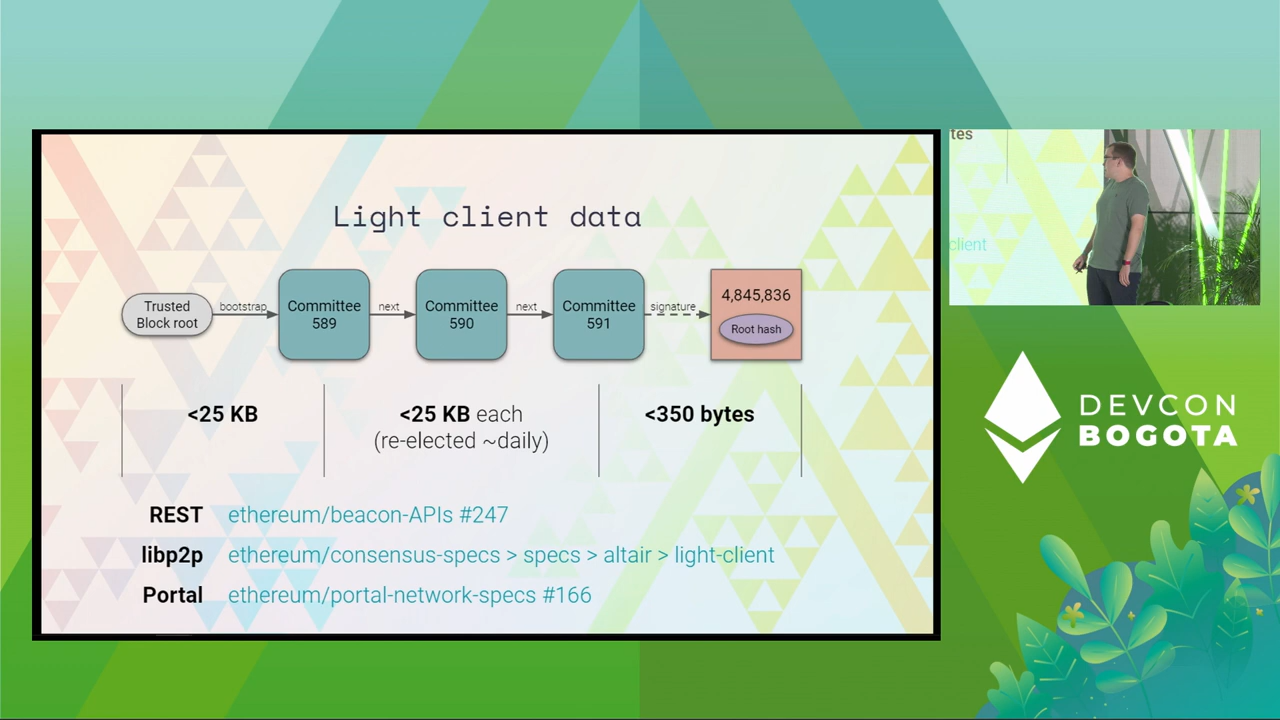 Light client data
Trusted
Block root
bootstrap
Committee
589
next
Committee
590
next
Committee
591
signature
4,845,836
Root hash
<25 KB
<25 KB each
(re-elected ~daily)
<350 bytes
REST ethereum/beacon-APIs #247
libp2p ethereum/consensus-specs > specs > altair > light-client
Portal ethereum/portal-network-specs #166
tes
client
DEVCON
BOGOTA